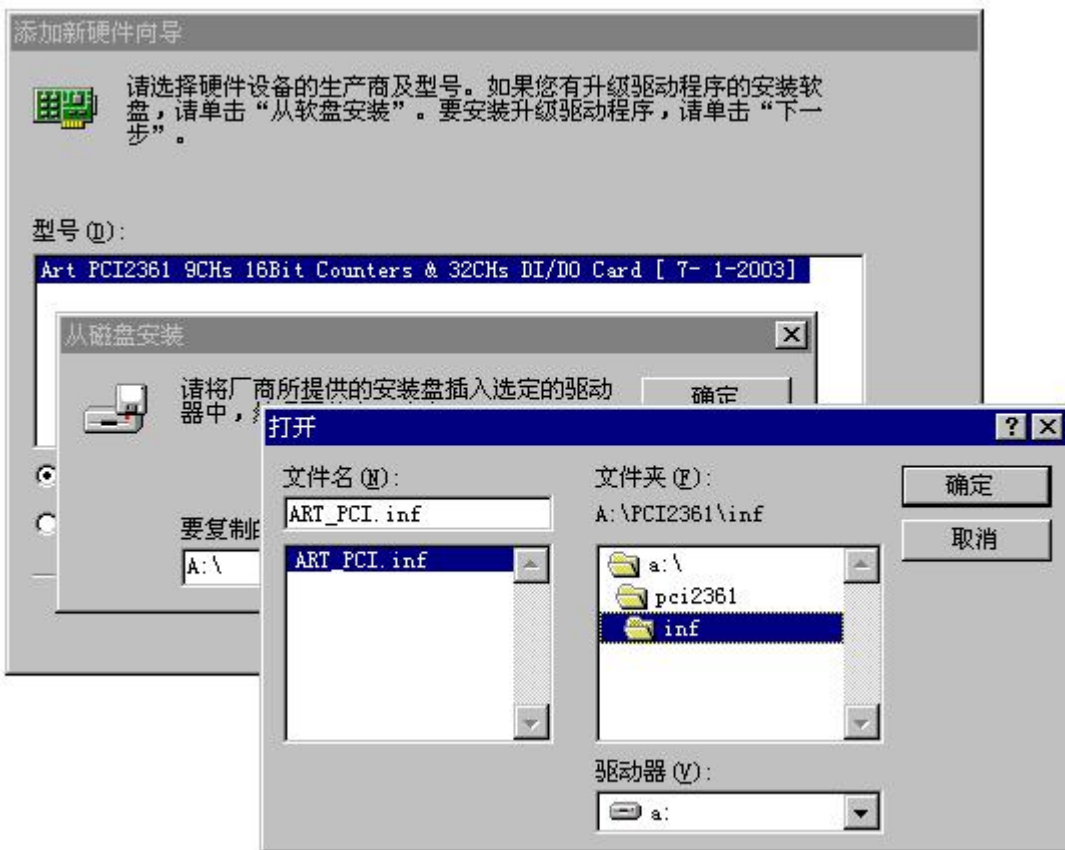 添加新硬件向导
请选择硬件设备的生产商及型号。如果您有升级驱动程序的安装软
盘，请单击“从软盘安装”。要安装升级驱动程序，请单击“下一
步”。
型号(D):
Art PCI2361 9CHs 16Bit Counters & 32CHs DI/DO Card [ 7- 1-2003]
从磁盘安装
请将厂商所提供的安装盘插入选定的驱动
器中，
确定
打开
文件名(N):
ART_PCI.inf
ART_PCI.inf
文件夹(F):
A:\PCI2361\inf
a:\
pci2361
inf
确定
取消
要复制
A:\
驱动器(V):
a: